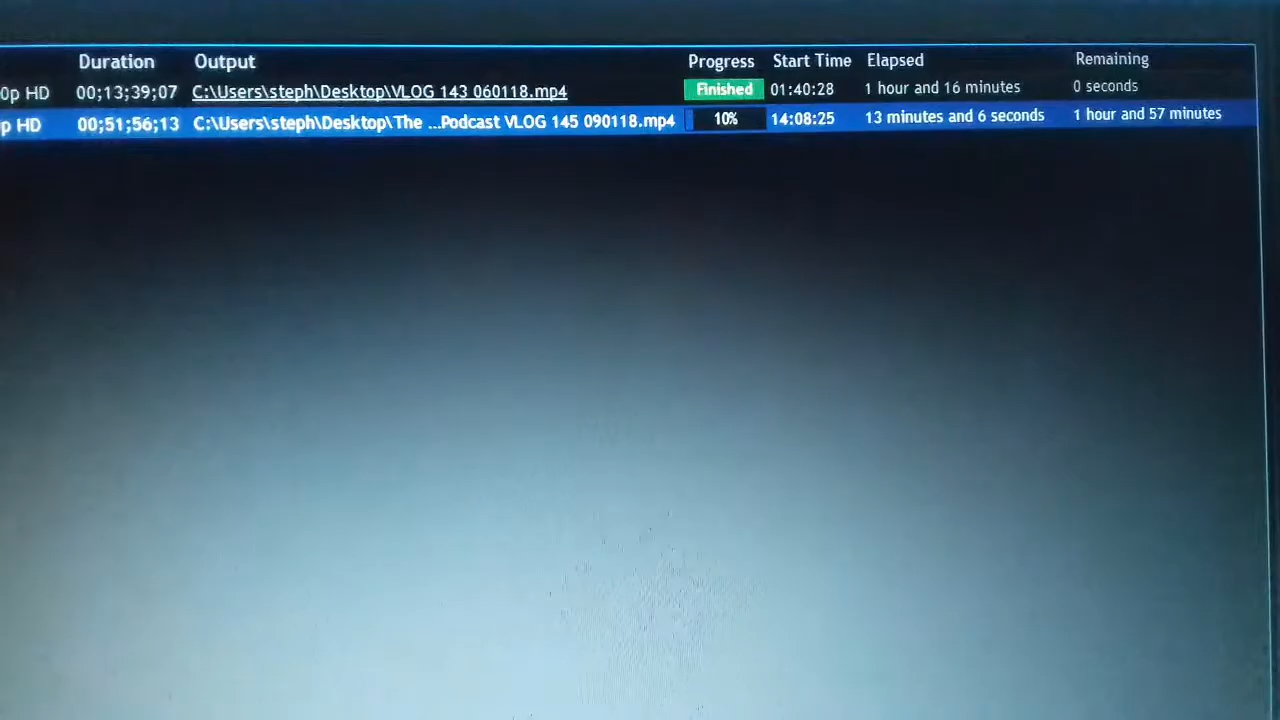 Duration Output Progress Start Time Elapsed Remaining
0p HD 00;13;39;07 C:\Users\steph\Desktop\VLOG 143 060118.mp4 Finished 01:40:28 1 hour and 16 minutes 0 seconds
p HD 00;51;56;13 C:\Users\steph\Desktop\The ...Podcast VLOG 145 090118.mp4 10% 14:08:25 13 minutes and 6 seconds 1 hour and 57 minutes